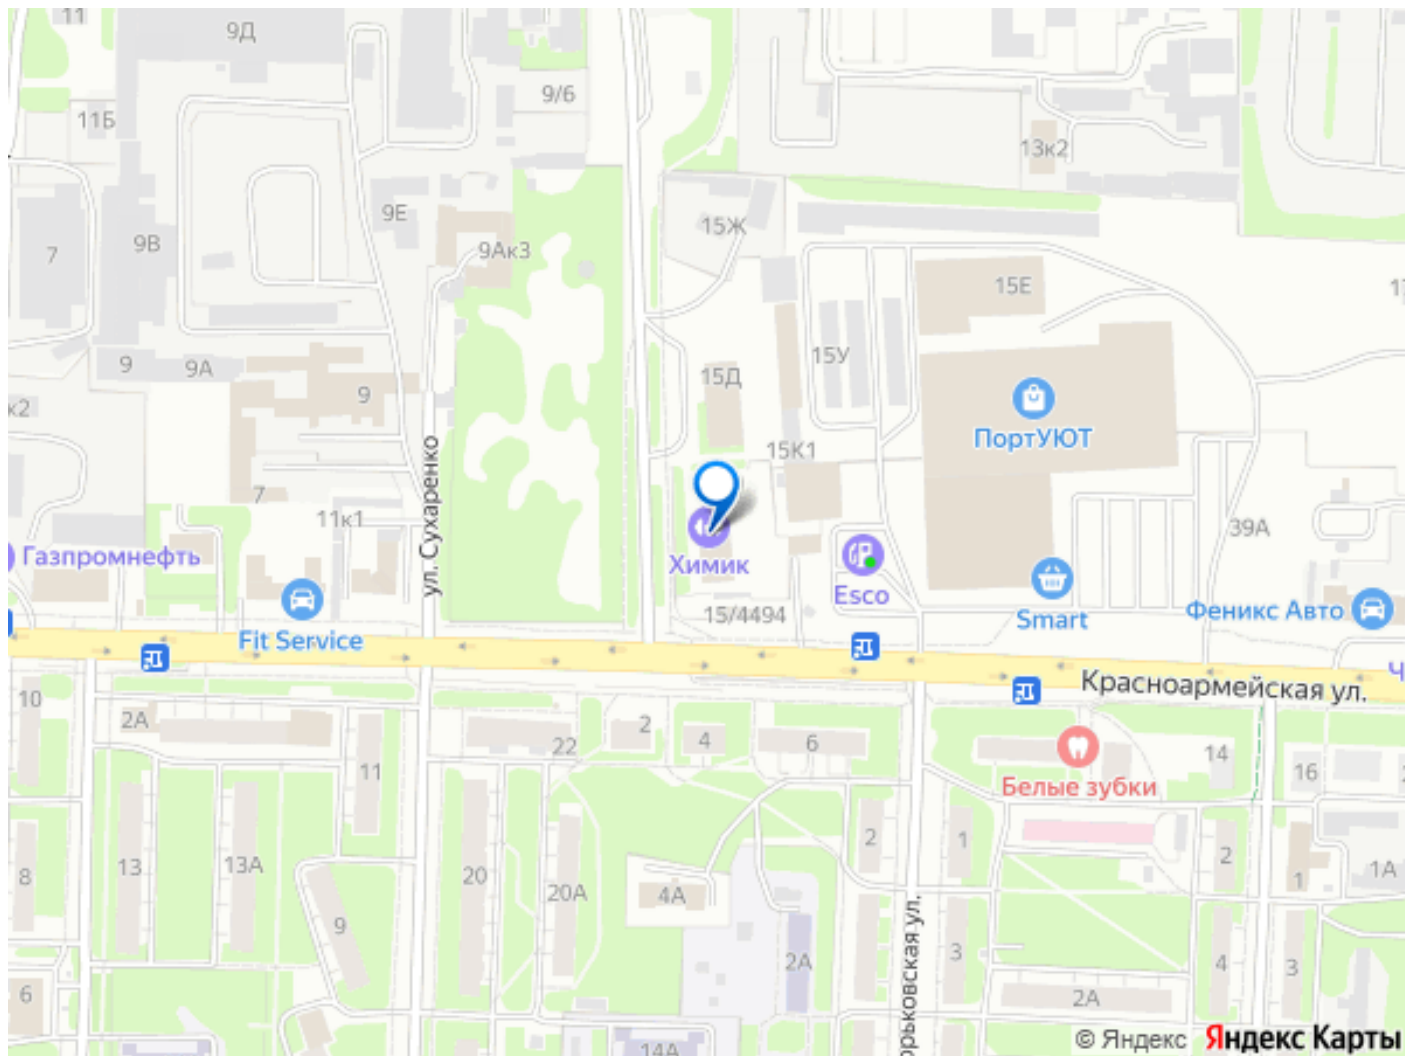 11
9Д
9/6
11Б
13к2
9Е
15Ж
9В
7
9Ак3
15Е
15У
9
9А
9
15Д
к2
ПортУЮТ
15К1
ул. Сухаренко
7
11к1
39А
Газпромнефть
Химик
Esco
15/4494
Smart
Феникс Авто
Fit Service
Красноармейская ул.
10
2А
22
2
4
6
14
16
11
Белые зубки
13
13А
20
20А
4А
2
1
2
1
1А
8
9
2А
3
4
3
6
2А
14А
орьковская ул.
© Яндекс Яндекс Карты